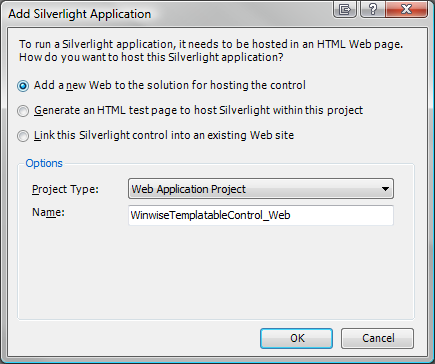 Add Silverlight Application
To run a Silverlight application, it needs to be hosted in an HTML Web page.
How do you want to host this Silverlight application?
Add a new Web to the solution for hosting the control
Generate an HTML test page to host Silverlight within this project
Link this Silverlight control into an existing Web site
Options
Project Type:
Web Application Project
Name:
WinwiseTemplatableControl_Web
OK
Cancel